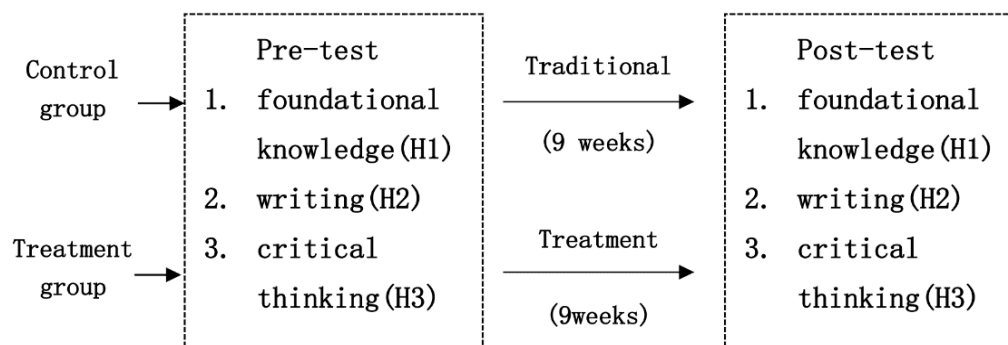 Control
group
Treatment
group
Pre-test
1. foundational
knowledge(H1)
2. writing(H2)
3. critical
thinking(H3)
Traditional
(9 weeks)
Treatment
(9weeks)
Post-test
1. foundational
knowledge(H1)
2. writing(H2)
3. critical
thinking(H3)